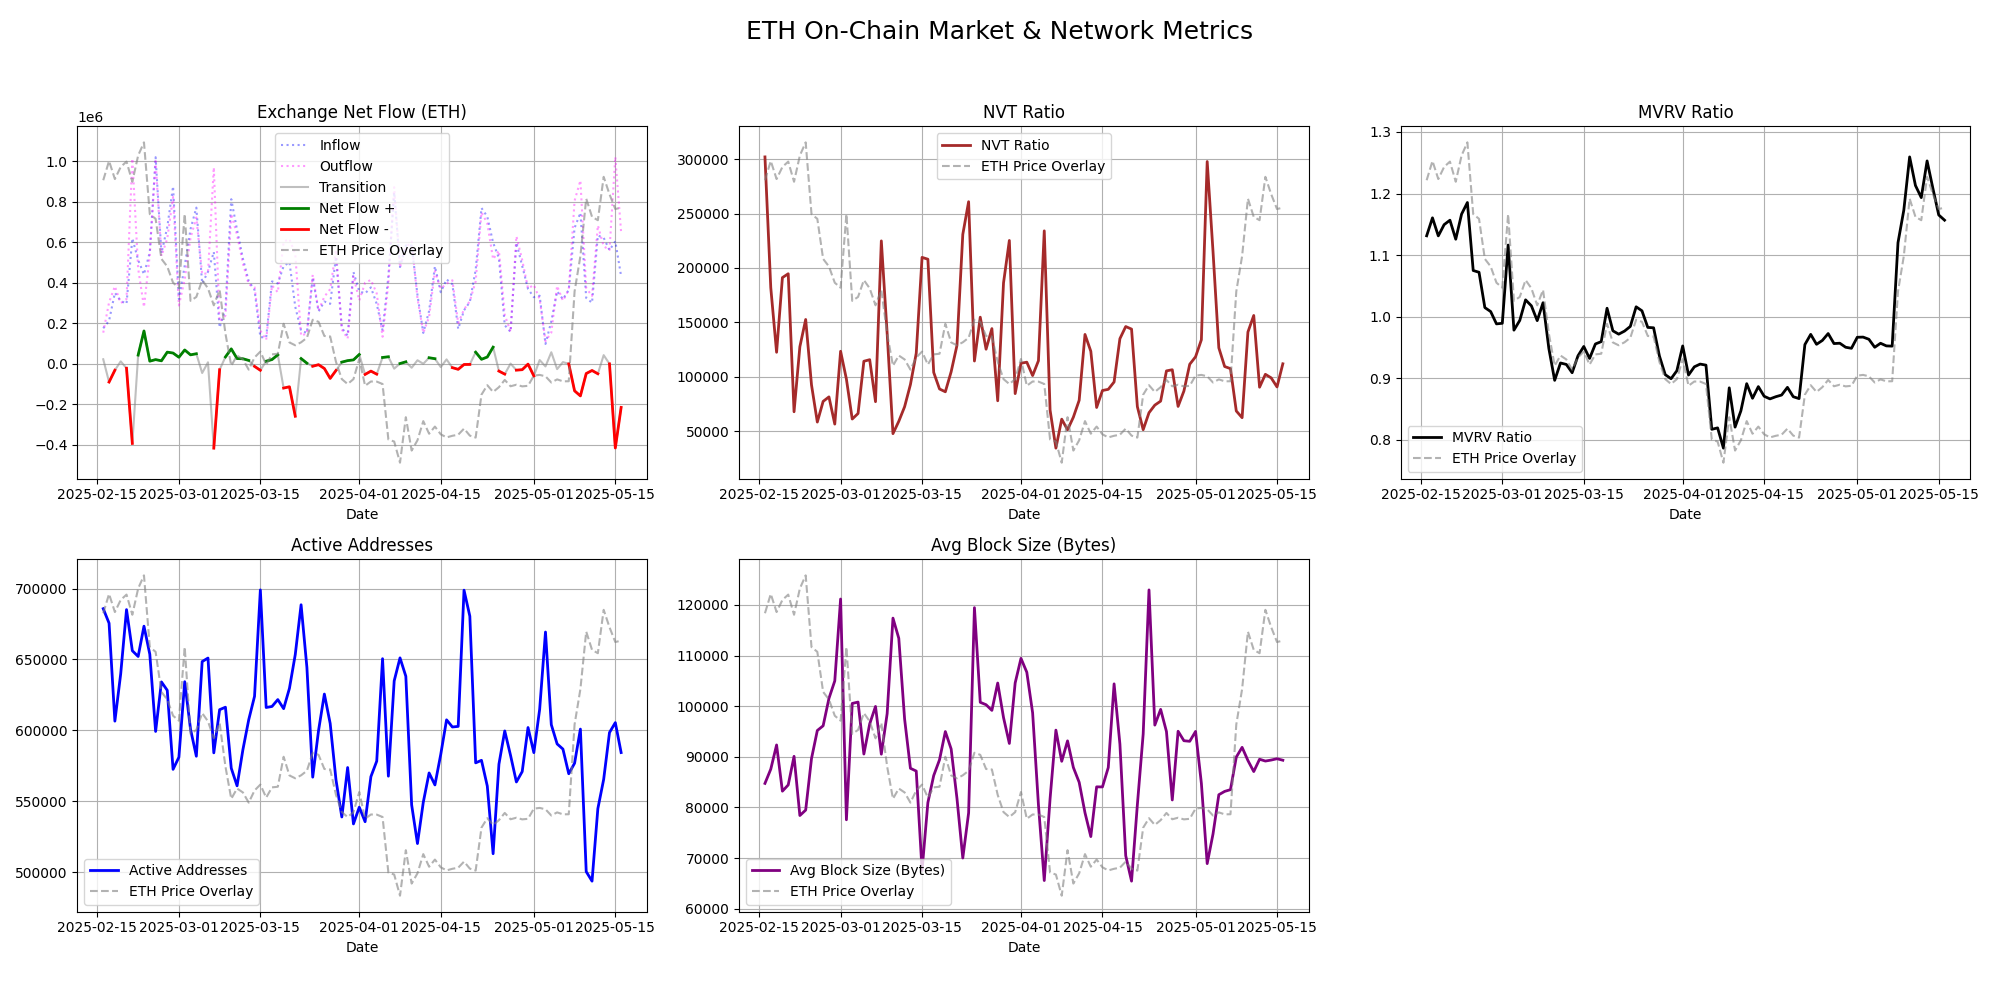 ETH On-Chain Market & Network Metrics
Exchange Net Flow (ETH)
1e6
1.0
0.8
0.6
0.4
0.2
0.0
−0.2
−0.4
Inflow
Outflow
Transition
Net Flow +
Net Flow -
ETH Price Overlay
2025-02-15 2025-03-01 2025-03-15 2025-04-01 2025-04-15 2025-05-01 2025-05-15
Date
NVT Ratio
300000
250000
200000
150000
100000
50000
NVT Ratio
ETH Price Overlay
2025-02-15 2025-03-01 2025-03-15 2025-04-01 2025-04-15 2025-05-01 2025-05-15
Date
MVRV Ratio
1.3
1.2
1.1
1.0
0.9
0.8
MVRV Ratio
ETH Price Overlay
2025-02-15 2025-03-01 2025-03-15 2025-04-01 2025-04-15 2025-05-01 2025-05-15
Date
Active Addresses
700000
650000
600000
550000
500000
Active Addresses
ETH Price Overlay
2025-02-15 2025-03-01 2025-03-15 2025-04-01 2025-04-15 2025-05-01 2025-05-15
Date
Avg Block Size (Bytes)
120000
110000
100000
90000
80000
70000
60000
Avg Block Size (Bytes)
ETH Price Overlay
2025-02-15 2025-03-01 2025-03-15 2025-04-01 2025-04-15 2025-05-01 2025-05-15
Date